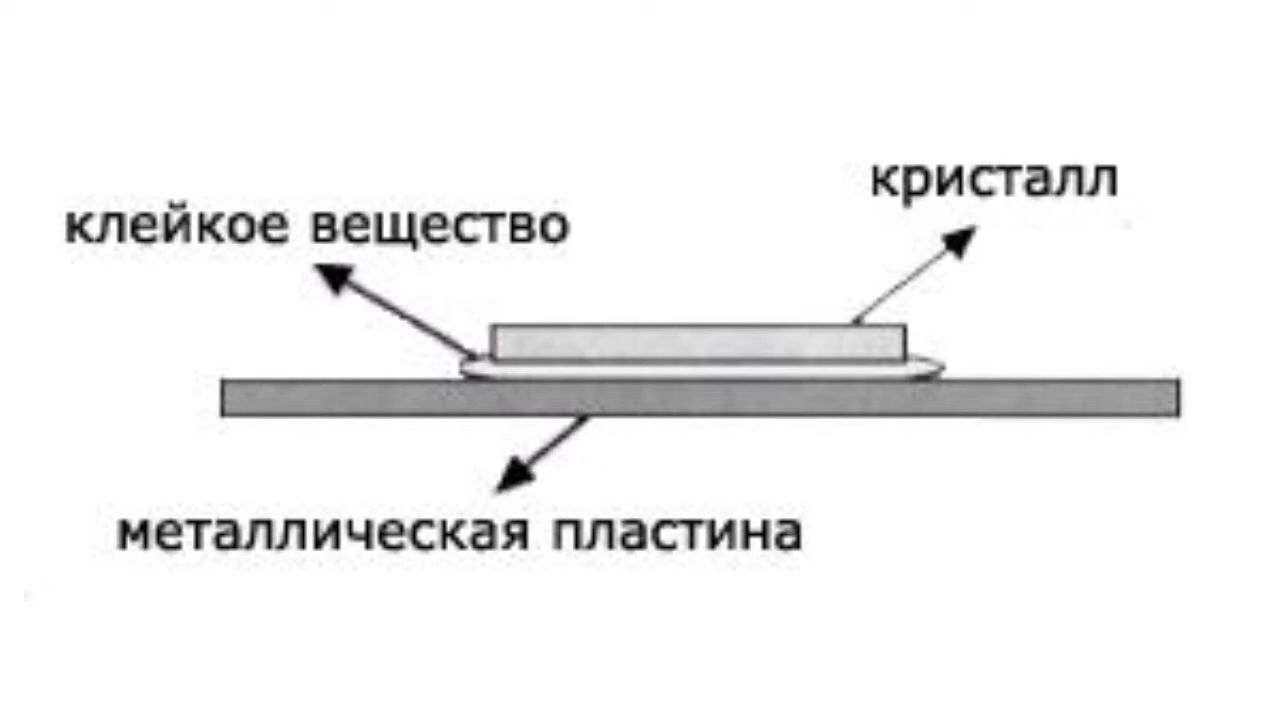 кристалл
клейкое вещество
металлическая пластина